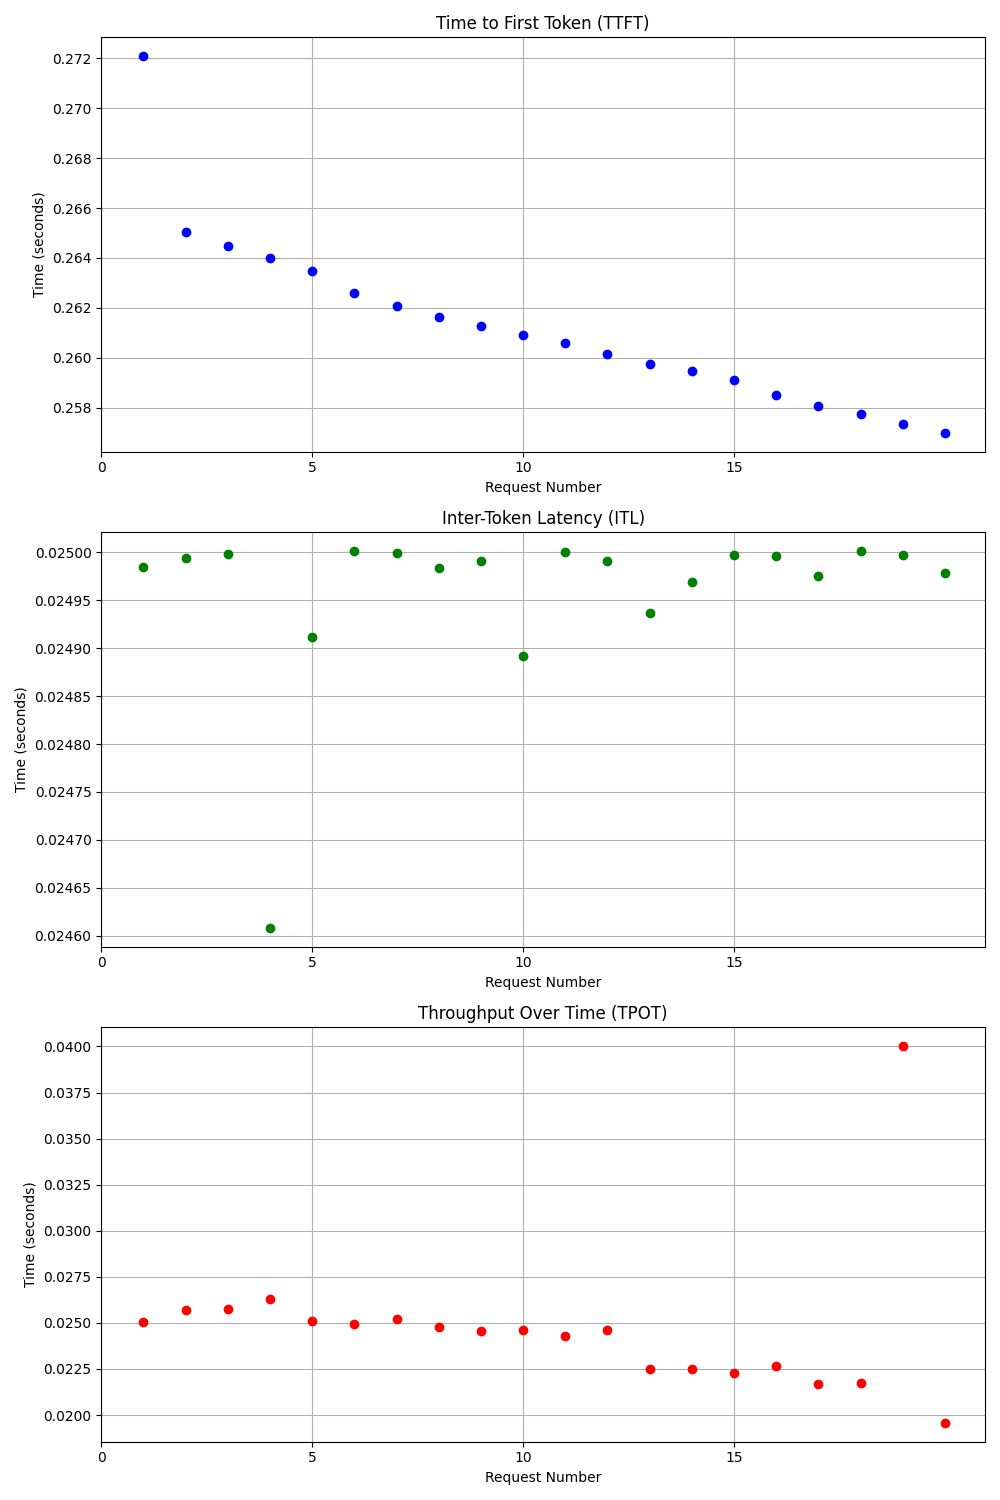 Time to First Token (TTFT)
0.272
0.270
0.268
0.266
0.264
0.262
0.260
0.258
Time (seconds)
0 5 10 15
Request Number
Inter-Token Latency (ITL)
0.02500
0.02495
0.02490
0.02485
0.02480
0.02475
0.02470
0.02465
0.02460
Time (seconds)
0 5 10 15
Request Number
Throughput Over Time (TPOT)
0.0400
0.0375
0.0350
0.0325
0.0300
0.0275
0.0250
0.0225
0.0200
Time (seconds)
0 5 10 15
Request Number